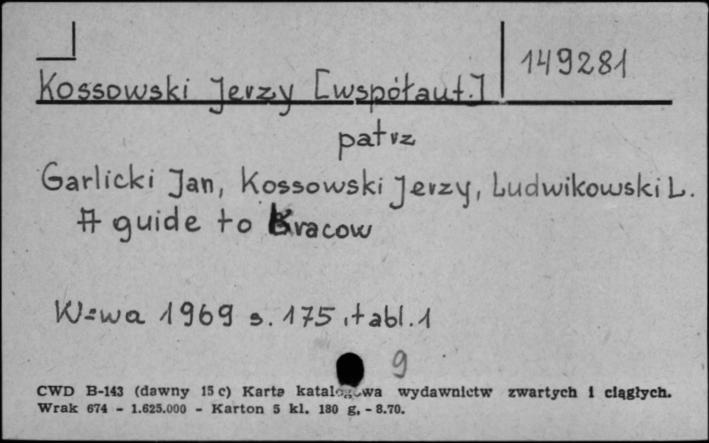 149281
Kossowski Jerzy [współaut.]
patrz
Garlicki Jan, Kossowski Jerzy, Ludwikowski L.
A guide to Kracow
W-wa 1969 s. 175, tabl. 1
9
CWD B-143 (dawny 15 c) Karta katalogowa wydawnictw zwartych i ciągłych.
Wrak 674 - 1.625.000 - Karton 5 kl. 180 g, - 8.70.